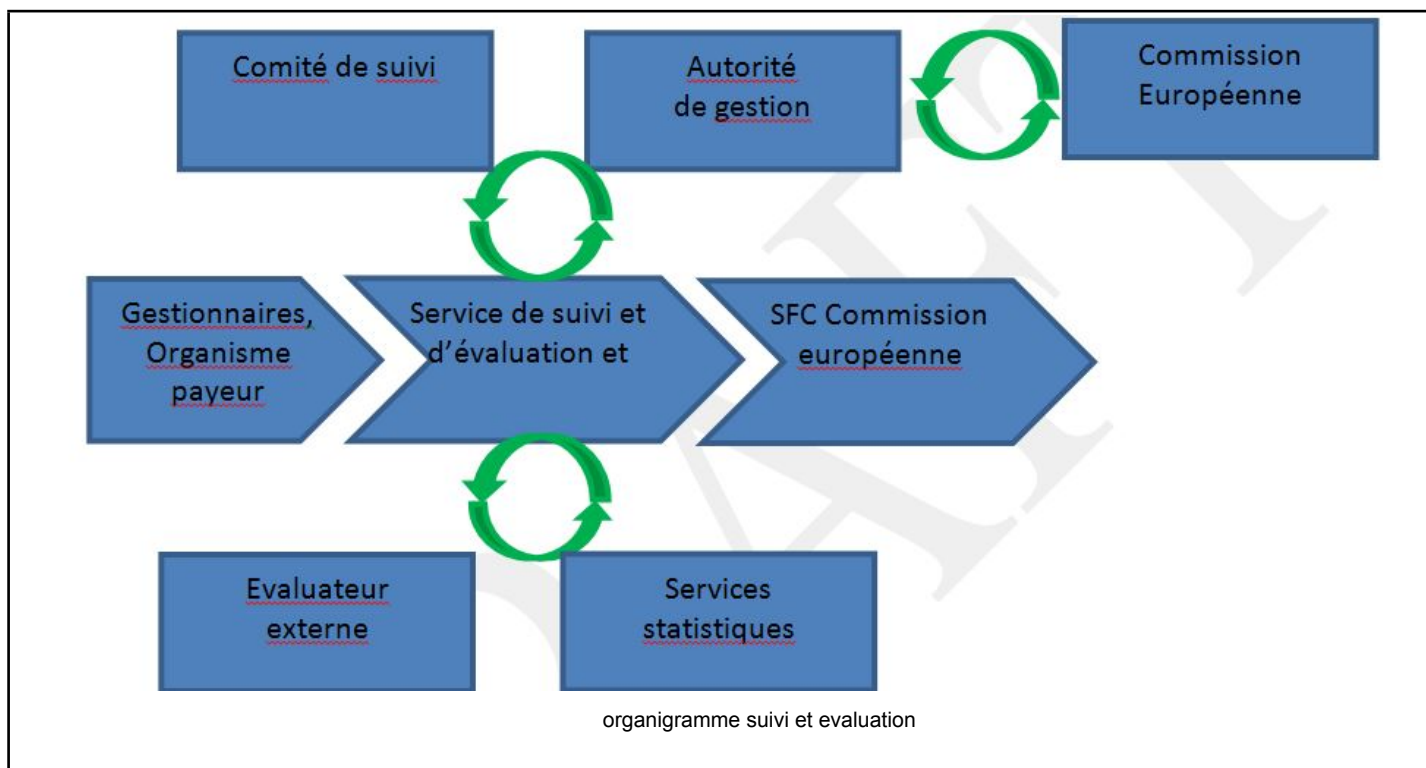 Comité de suivi
Autorité
de gestion
Commission
Européenne
Gestionnaires,
Organisme
payeur
Service de suivi et
d'évaluation et
SFC Commission
européenne
Evaluateur
externe
Services
statistiques
organigramme suivi et evaluation